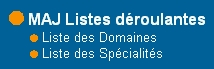 MAJ Listes déroulantes
Liste des Domaines
Liste des Spécialités